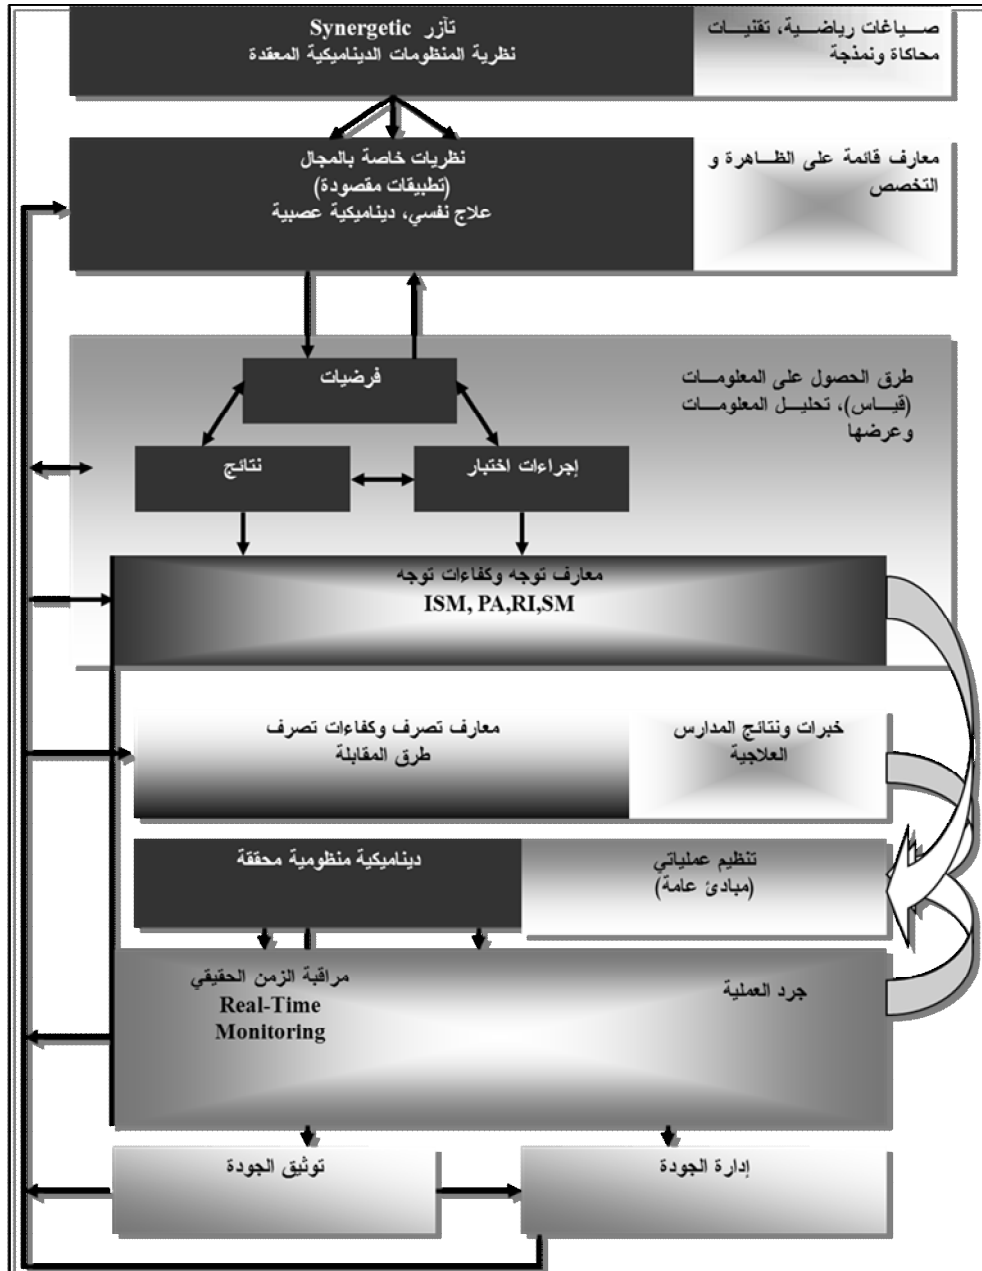 صياغات رياضية، تقنيات
محاكاة ونمذجة
تآزر Synergetic
نظرية المنظومات الديناميكية المعقدة
معارف قائمة على الظاهرة و
التخصص
نظريات خاصة بالمجال
(تطبيقات مقصودة)
علاج نفسي، ديناميكية عصبية
طرق الحصول على المعلومات
(قياس)، تحليل المعلومات
وعرضها
فرضيات
إجراءات اختبار
نتائج
معارف توجه وكفاءات توجه
ISM, PA,RI,SM
خبرات ونتائج المدارس
العلاجية
معارف تصرف وكفاءات تصرف
طرق المقابلة
تنظيم عملياتي
(مبادئ عامة)
ديناميكية منظومية محققة
جرد العملية
مراقبة الزمن الحقيقي
Real-Time
Monitoring
إدارة الجودة
توثيق الجودة